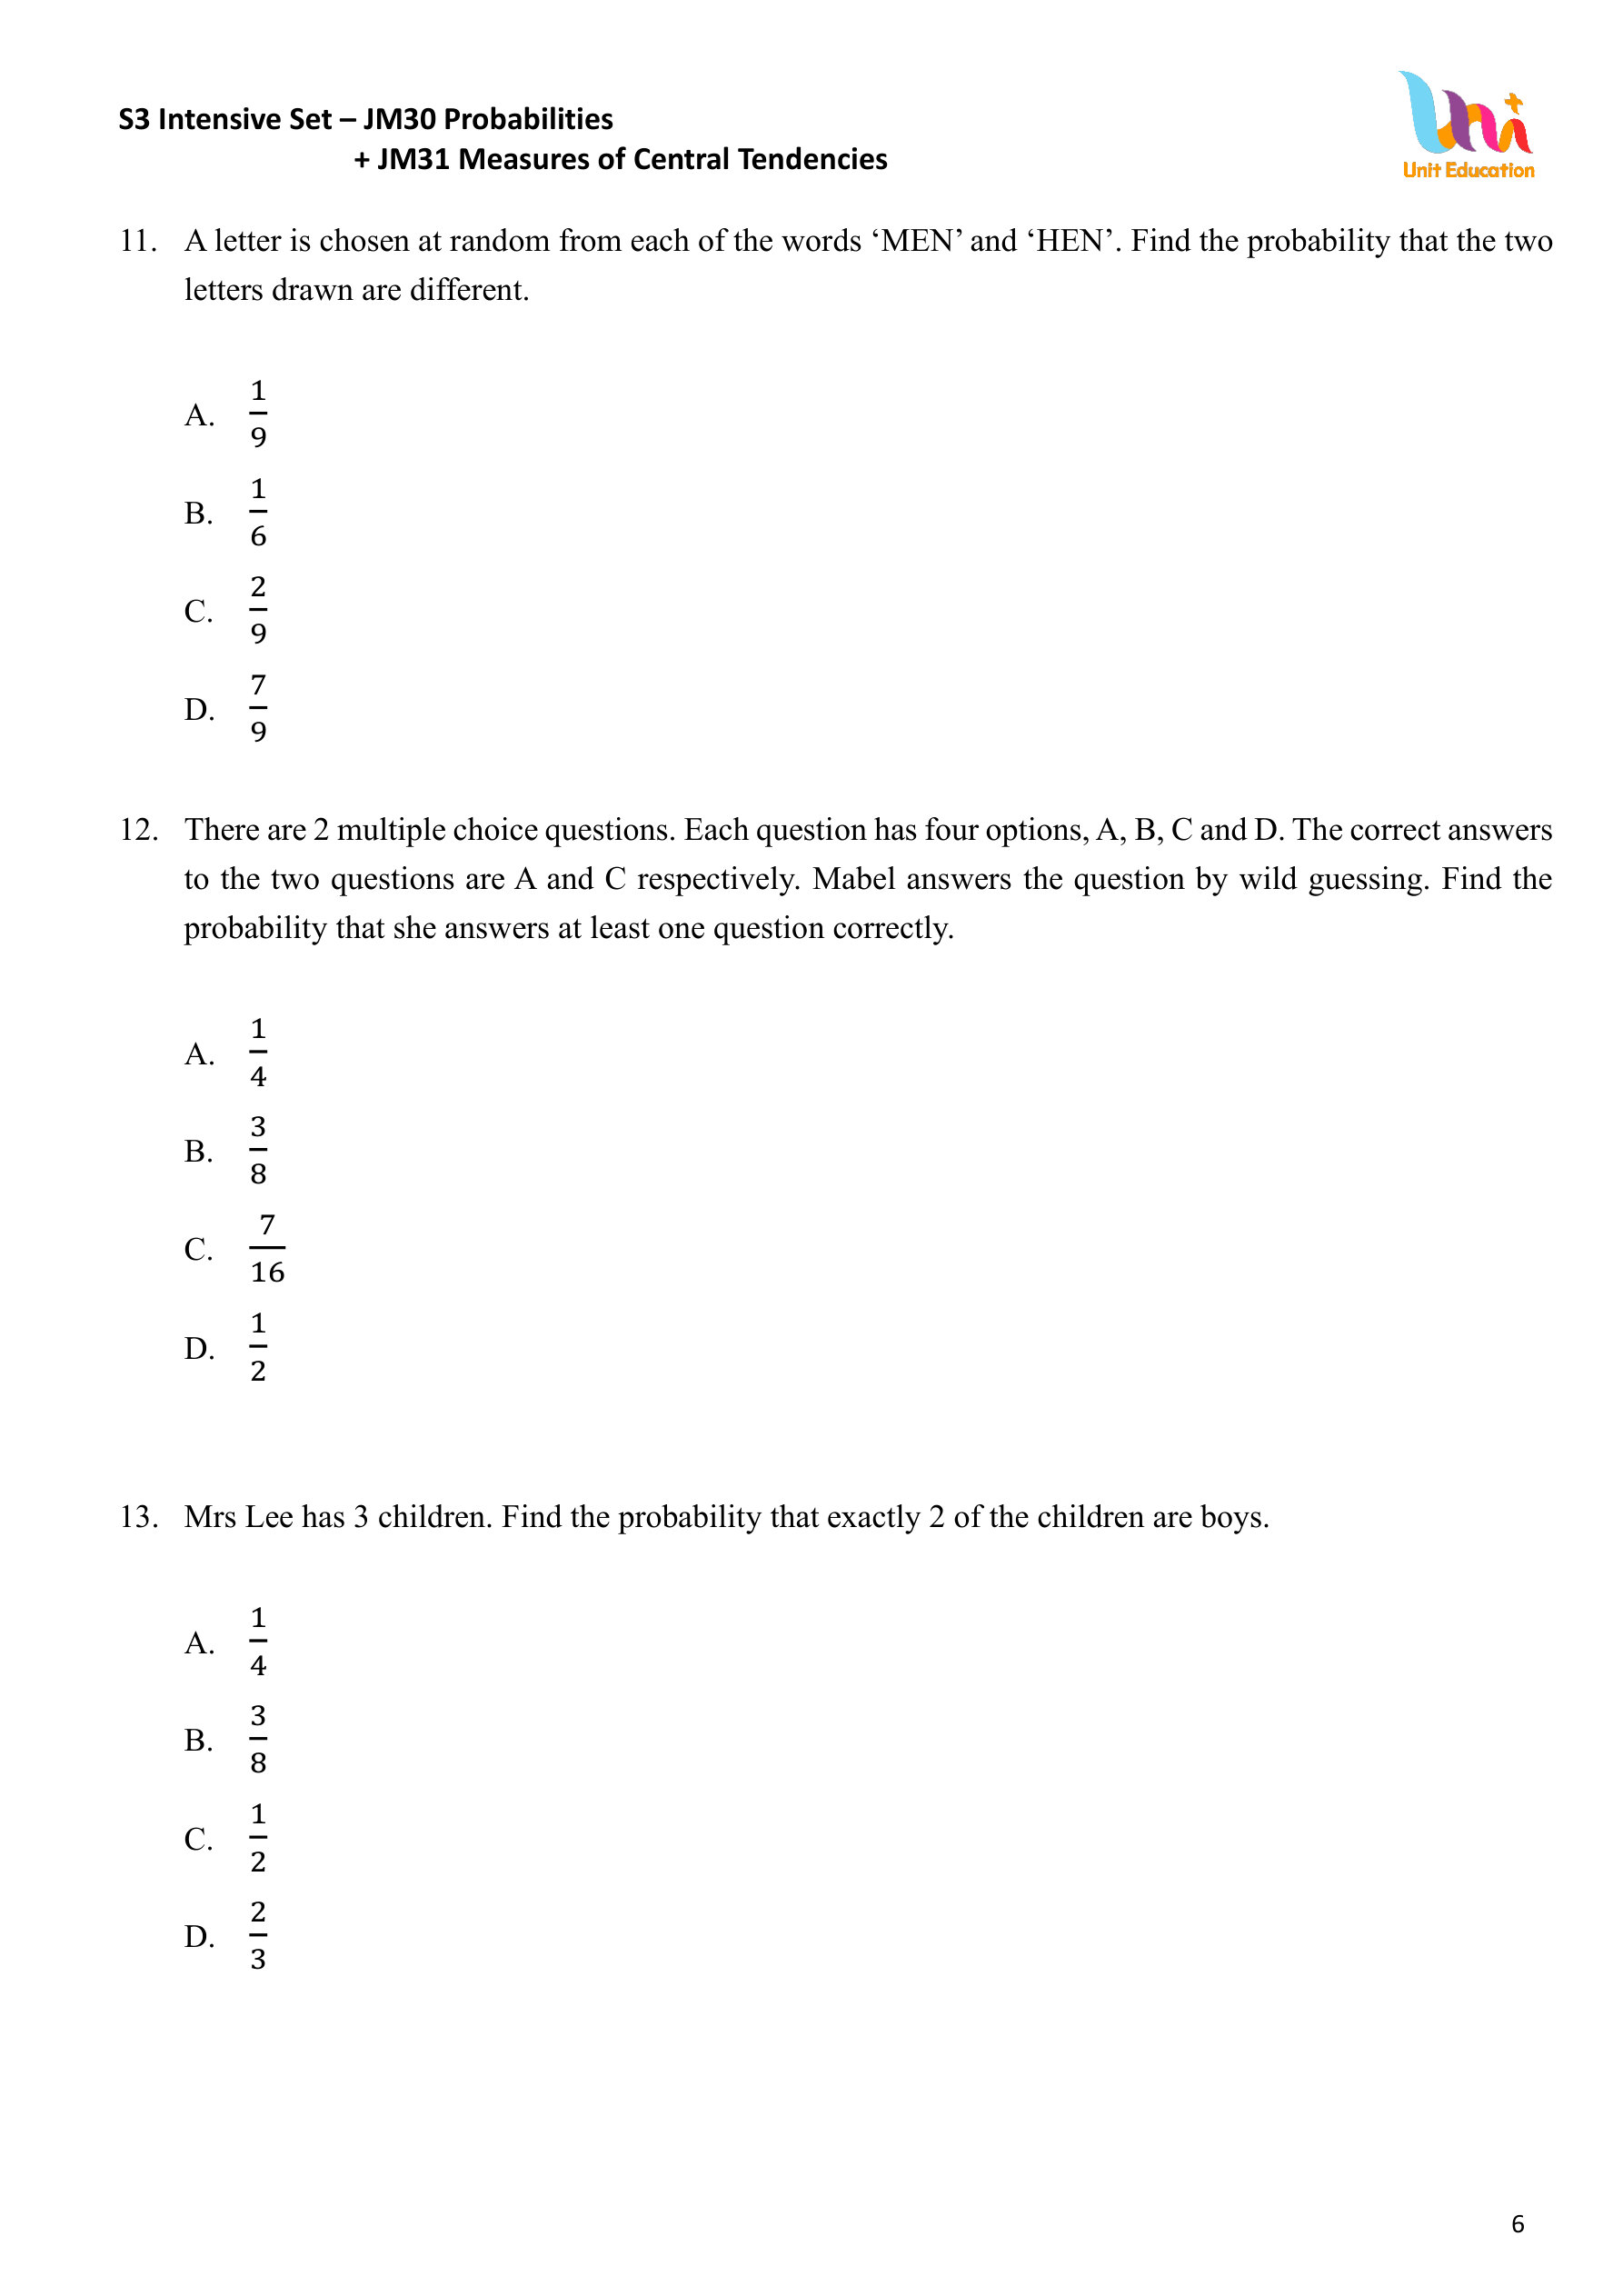 S3 Intensive Set – JM30 Probabilities
+ JM31 Measures of Central Tendencies
Uni+
Unit Education
11. A letter is chosen at random from each of the words ‘MEN’ and ‘HEN’. Find the probability that the two
letters drawn are different.
A. 1/9
B. 1/6
C. 2/9
D. 7/9
12. There are 2 multiple choice questions. Each question has four options, A, B, C and D. The correct answers
to the two questions are A and C respectively. Mabel answers the question by wild guessing. Find the
probability that she answers at least one question correctly.
A. 1/4
B. 3/8
C. 7/16
D. 1/2
13. Mrs Lee has 3 children. Find the probability that exactly 2 of the children are boys.
A. 1/4
B. 3/8
C. 1/2
D. 2/3
6